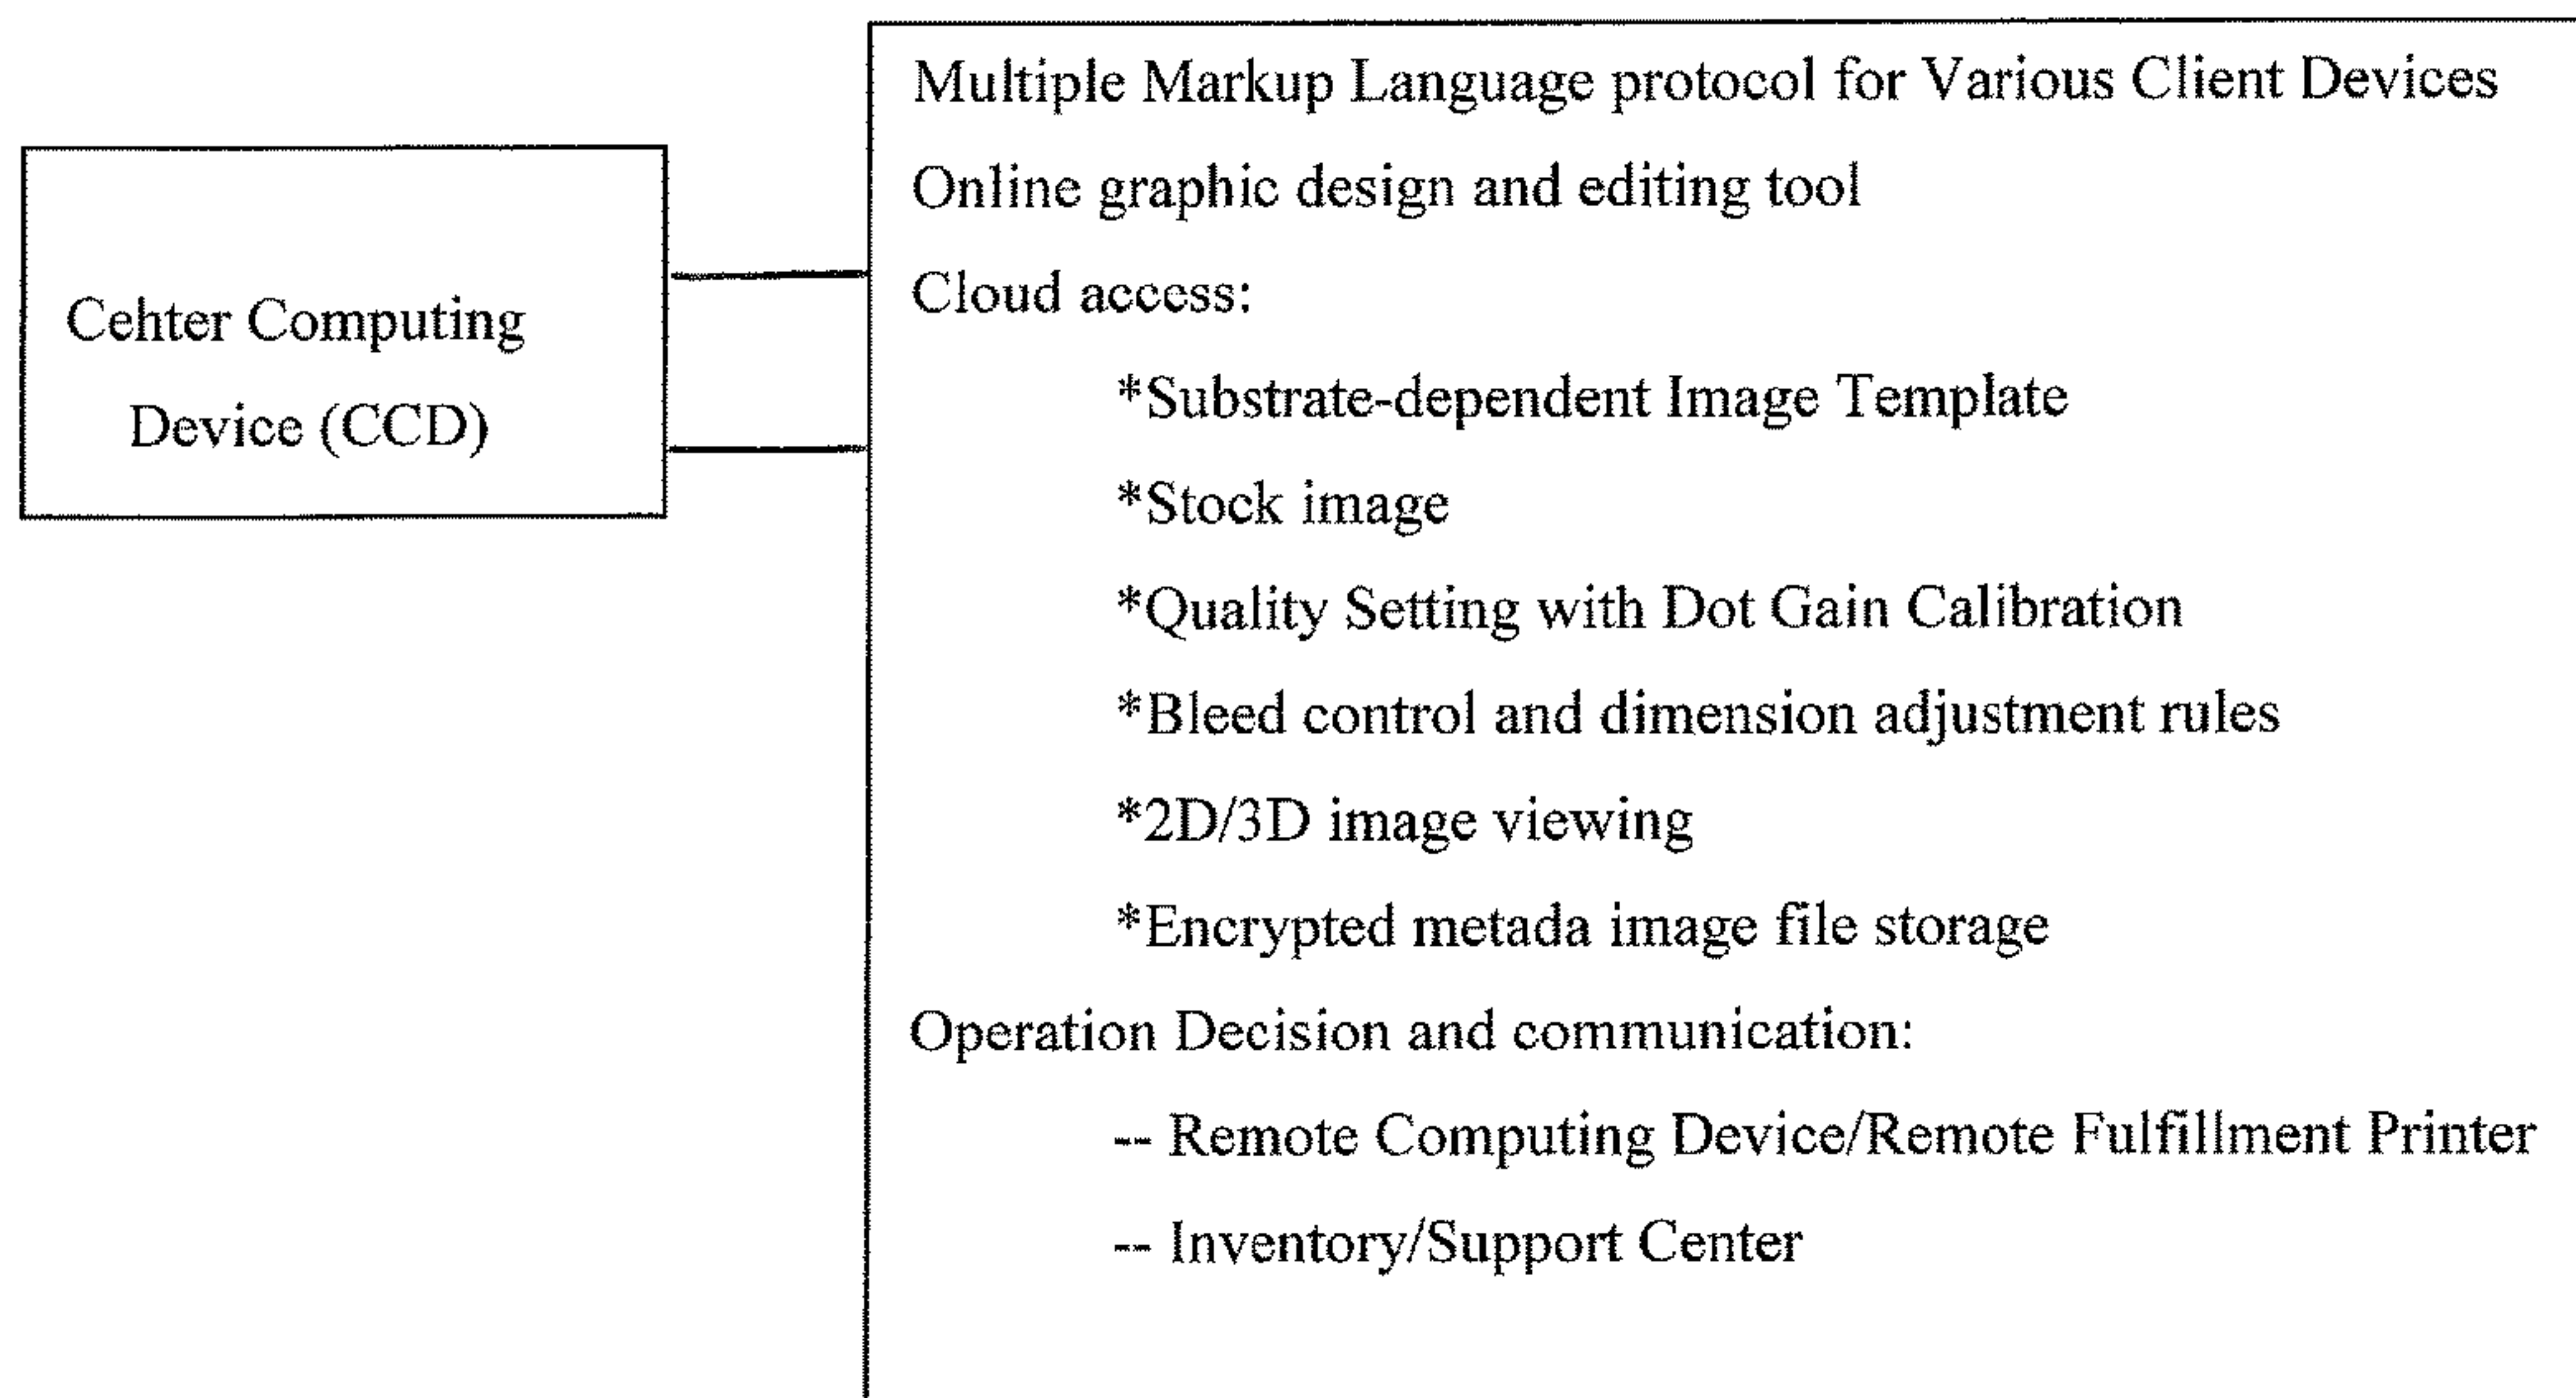 Cehter Computing
Device (CCD)
Multiple Markup Language protocol for Various Client Devices
Online graphic design and editing tool
Cloud access:
*Substrate-dependent Image Template
*Stock image
*Quality Setting with Dot Gain Calibration
*Bleed control and dimension adjustment rules
*2D/3D image viewing
*Encrypted metada image file storage
Operation Decision and communication:
-- Remote Computing Device/Remote Fulfillment Printer
-- Inventory/Support Center